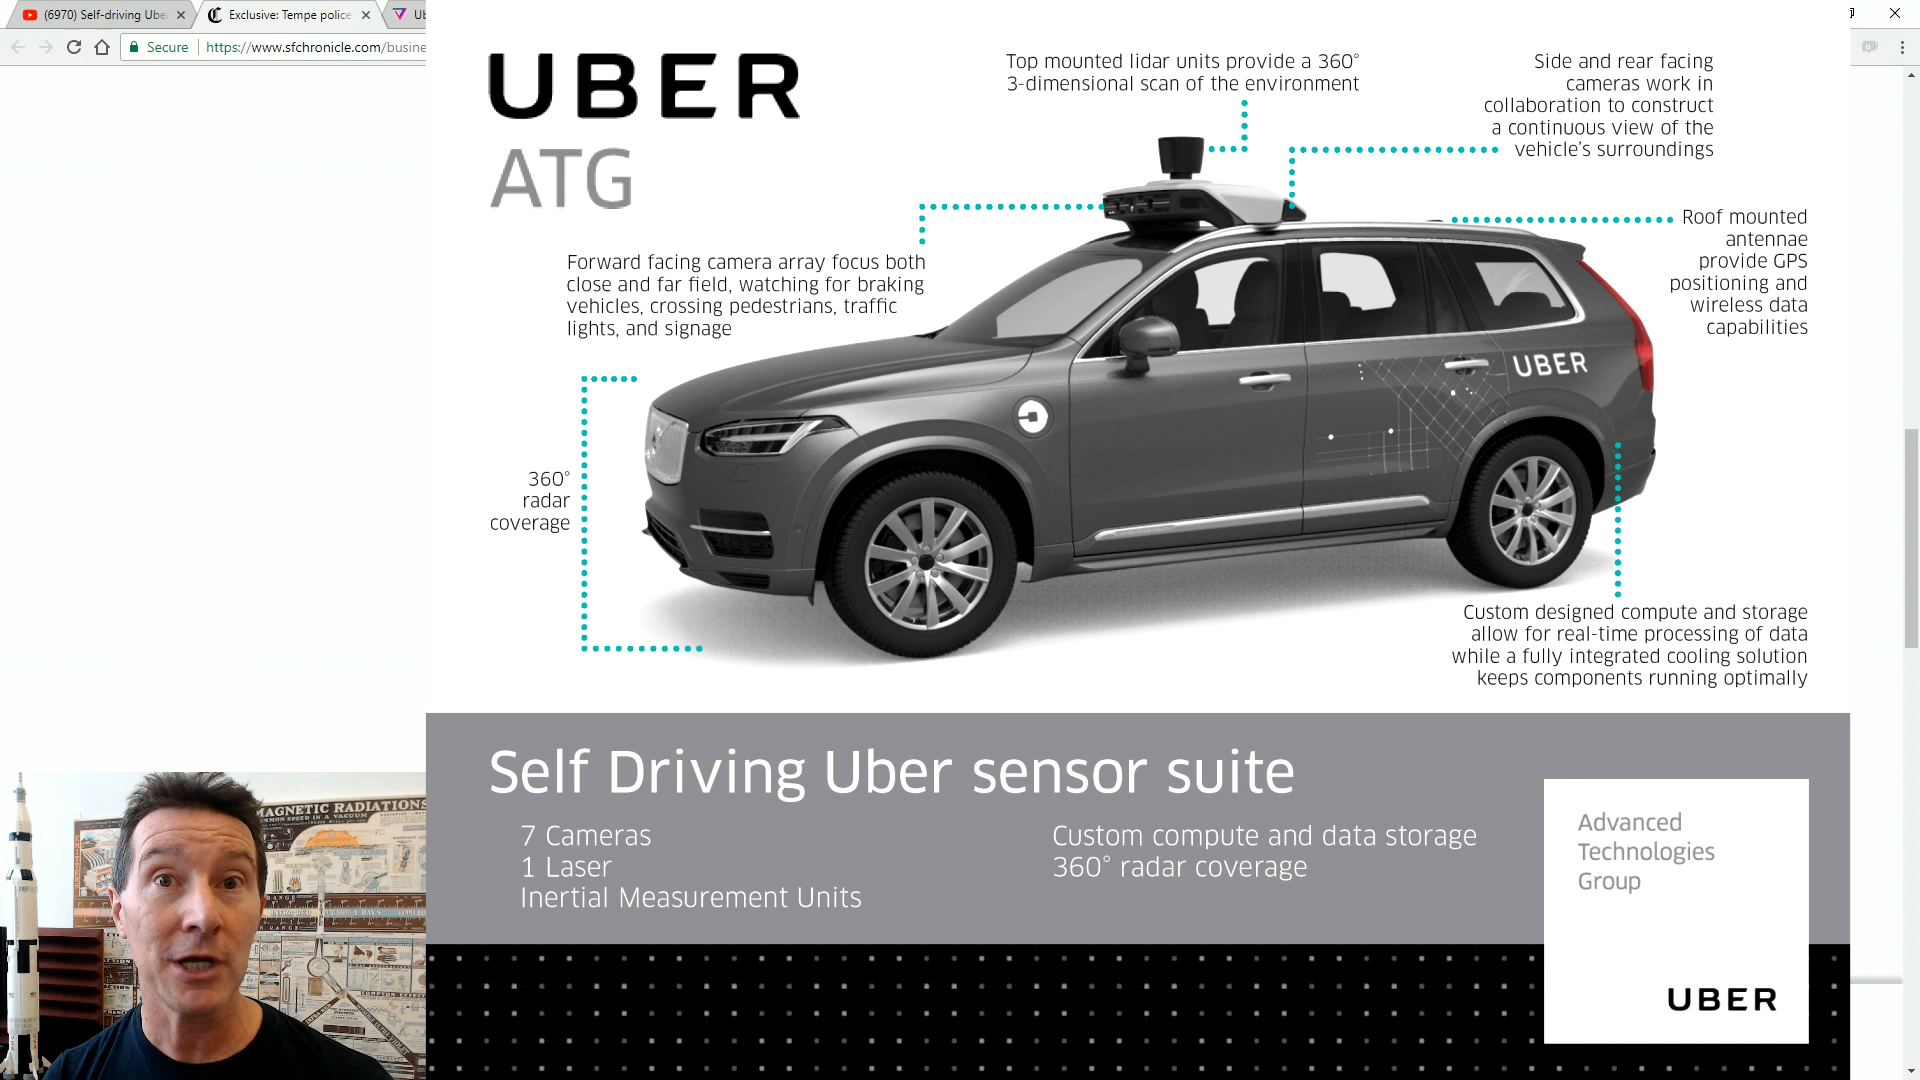 (6970) Self-driving Ube
Exclusive: Tempe police
Ub
Secure
https://www.sfchronicle.com/busine
UBER
ATG
Top mounted lidar units provide a 360°
3-dimensional scan of the environment
Side and rear facing
cameras work in
collaboration to construct
a continuous view of the
vehicle's surroundings
Roof mounted
antennae
provide GPS
positioning and
wireless data
capabilities
Forward facing camera array focus both
close and far field, watching for braking
vehicles, crossing pedestrians, traffic
lights, and signage
UBER
360°
radar
coverage
Custom designed compute and storage
allow for real-time processing of data
while a fully integrated cooling solution
keeps components running optimally
Self Driving Uber sensor suite
7 Cameras
1 Laser
Inertial Measurement Units
Custom compute and data storage
360° radar coverage
Advanced
Technologies
Group
UBER
MAGNETIC RADIATIONS